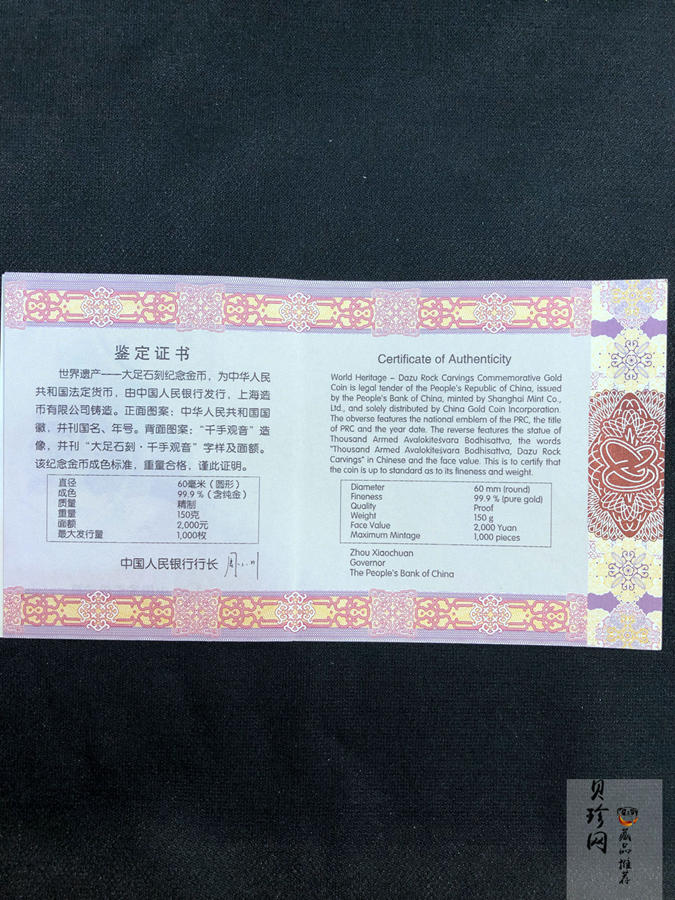 鉴定证书
世界遗产——大足石刻纪念金币，为中华人民
共和国法定货币，由中国人民银行发行，上海造
币有限公司铸造。正面图案：中华人民共和国国
徽，并刊国名、年号。背面图案：“千手观音”造
像，并刊“大足石刻·千手观音”字样及面额。
该纪念金币成色标准，重量合格，谨此证明。
直径 60毫米（圆形）
成色 99.9％（含纯金）
质量 精制
重量 150克
面额 2,000元
最大发行量 1,000枚
中国人民银行行长
Certificate of Authenticity
World Heritage – Dazu Rock Carvings Commemorative Gold
Coin is legal tender of the People's Republic of China, issued
by the People's Bank of China, minted by Shanghai Mint Co.,
Ltd., and solely distributed by China Gold Coin Incorporation.
The obverse features the national emblem of the PRC, the title
of PRC and the year date. The reverse features the statue of
Thousand Armed Avalokiteśvara Bodhisattva, the words
"Thousand Armed Avalokiteśvara Bodhisattva, Dazu Rock
Carvings" in Chinese and the face value. This is to certify that
the coin is up to standard as to its fineness and weight.
Diameter 60 mm (round)
Fineness 99.9 % (pure gold)
Quality Proof
Weight 150 g
Face Value 2,000 Yuan
Maximum Mintage 1,000 pieces
Zhou Xiaochuan
Governor
The People's Bank of China
贝珍网
藏品推荐